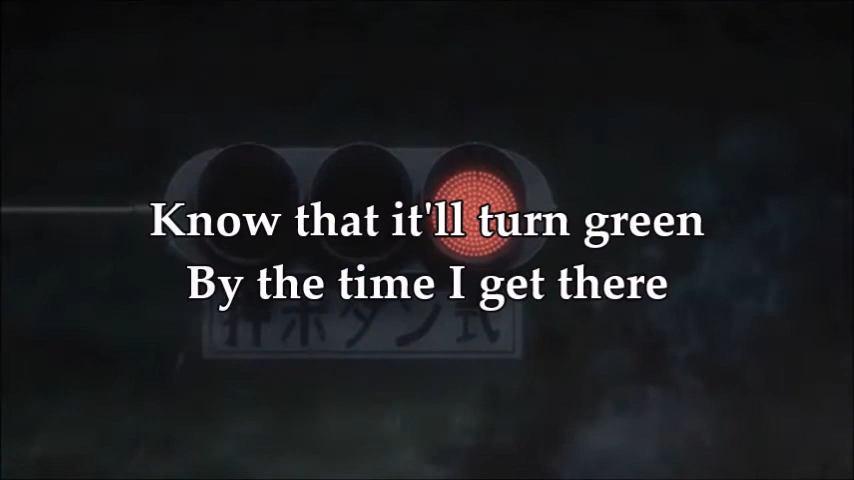 Know that it'll turn green
By the time I get there
押ボタン式